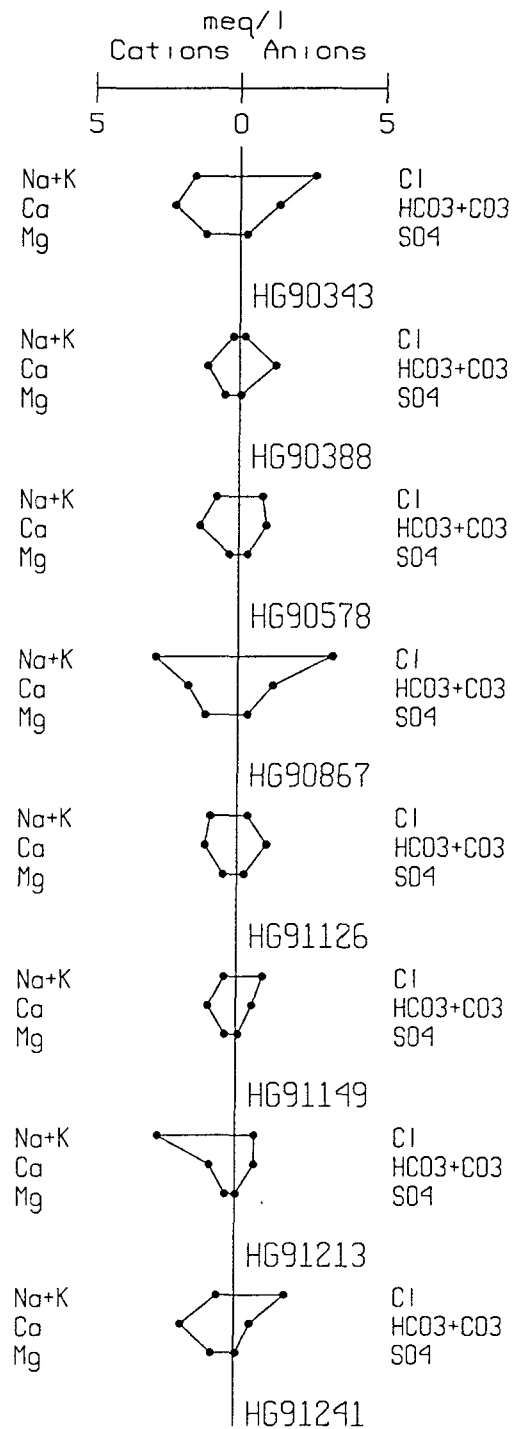 meq/l
Cations Anions
5 0 5
Na+K Cl
Ca HCO3+CO3
Mg SO4
HG90343
Na+K Cl
Ca HCO3+CO3
Mg SO4
HG90388
Na+K Cl
Ca HCO3+CO3
Mg SO4
HG90578
Na+K Cl
Ca HCO3+CO3
Mg SO4
HG90867
Na+K Cl
Ca HCO3+CO3
Mg SO4
HG91126
Na+K Cl
Ca HCO3+CO3
Mg SO4
HG91149
Na+K Cl
Ca HCO3+CO3
Mg SO4
HG91213
Na+K Cl
Ca HCO3+CO3
Mg SO4
HG91241